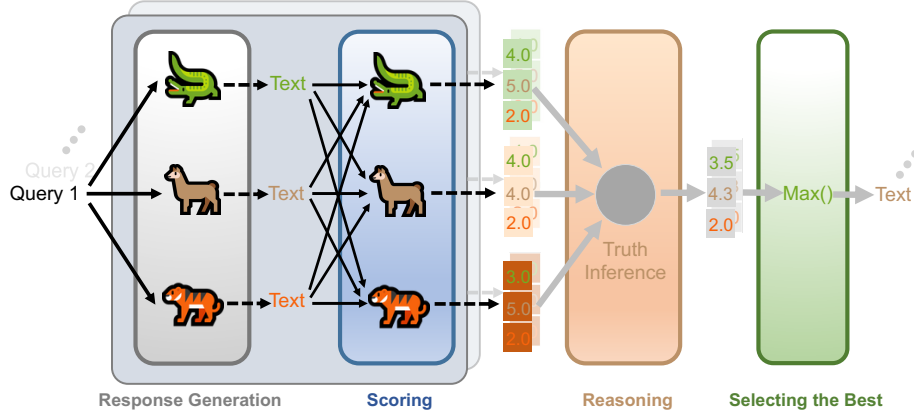 Query 2
Query 1
Text
Text
Text
4.0
5.0
2.0
4.0
4.0
2.0
3.0
5.0
2.0
Truth
Inference
3.5
4.3
2.0
Max()
Text
Response Generation
Scoring
Reasoning
Selecting the Best